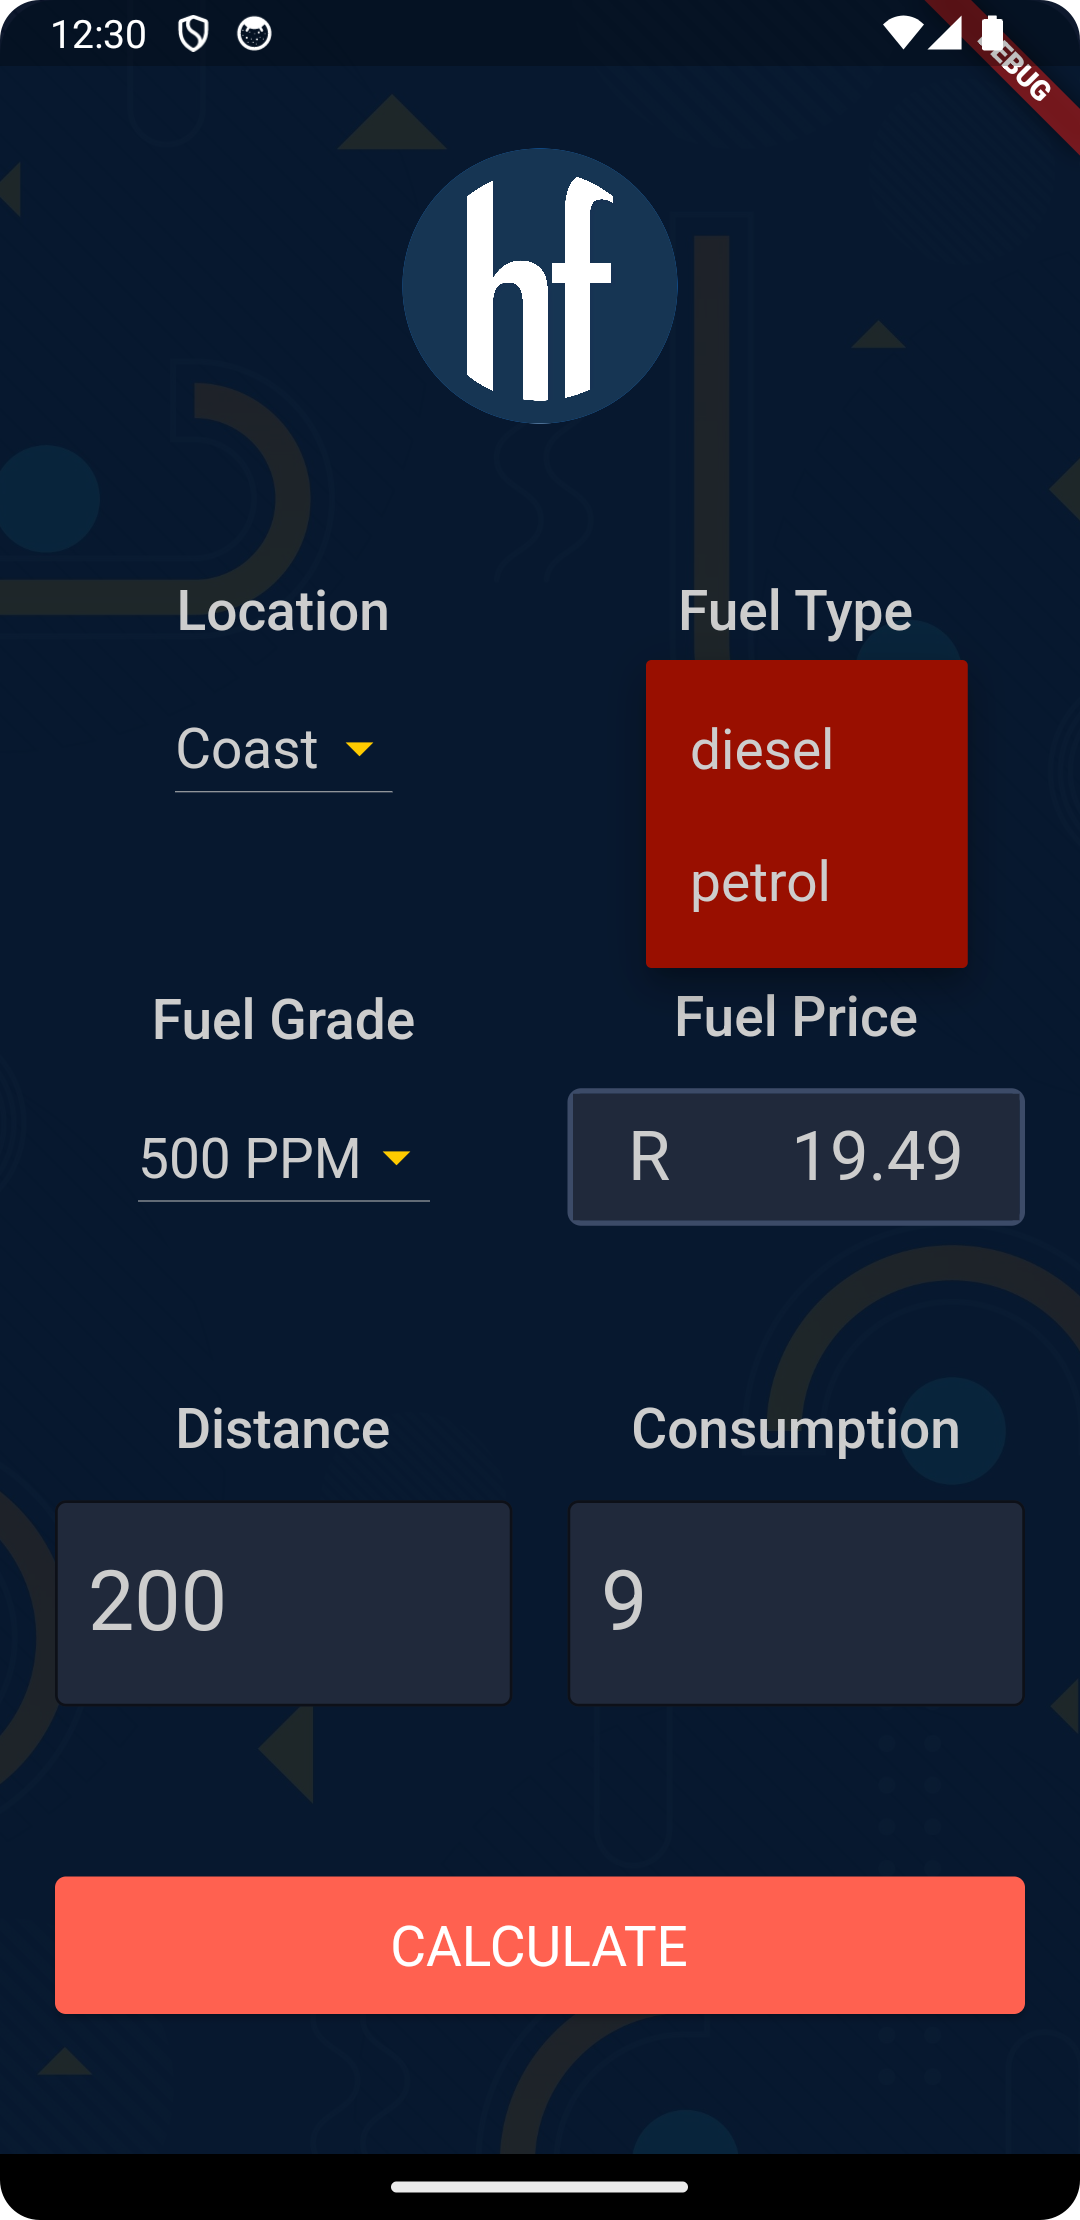 12:30
DEBUG
hf
Location
Fuel Type
Coast
diesel
petrol
Fuel Grade
Fuel Price
500 PPM
R 19.49
Distance
Consumption
200
9
CALCULATE